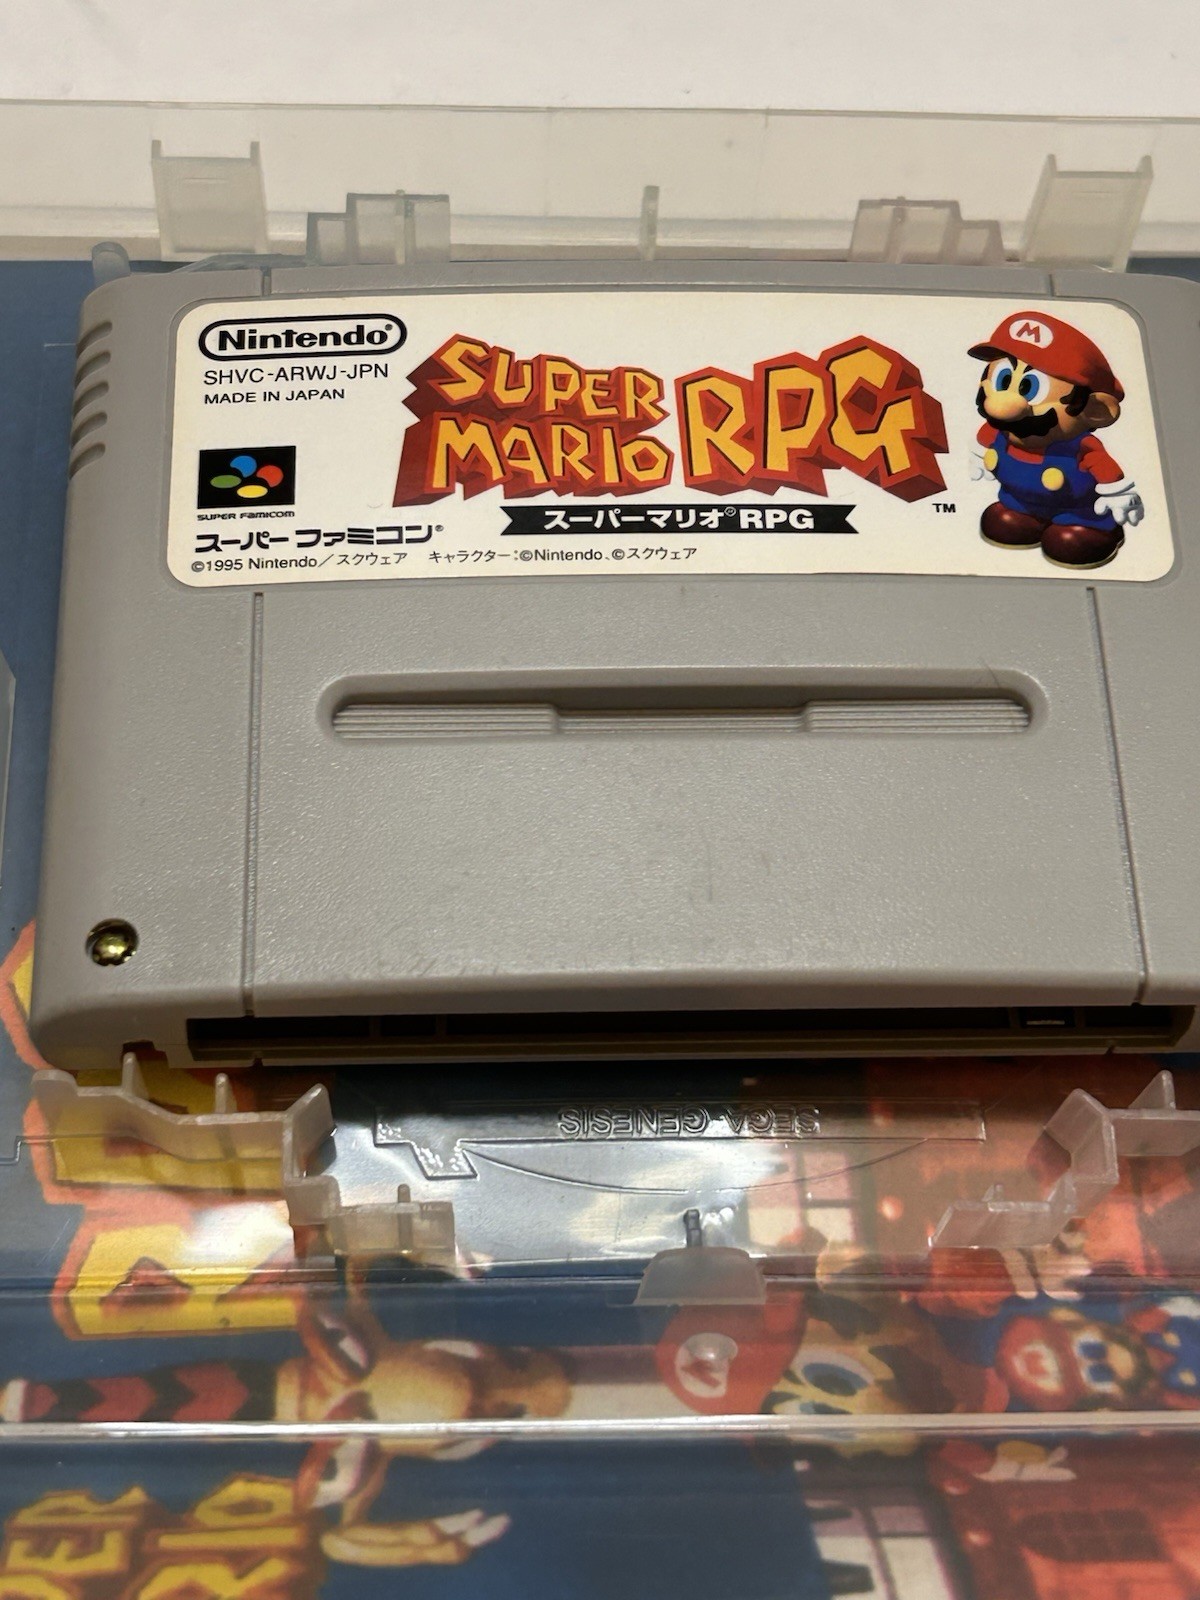 Nintendo®
SHVC-ARWJ-JPN
MADE IN JAPAN
SUPER FAMICOM
スーパーファミコン®
©1995 Nintendo／スクウェア キャラクター：©Nintendo、©スクウェア
SUPER
MARIO RPG
™
スーパーマリオ®RPG
M
SEGA GENESIS
M